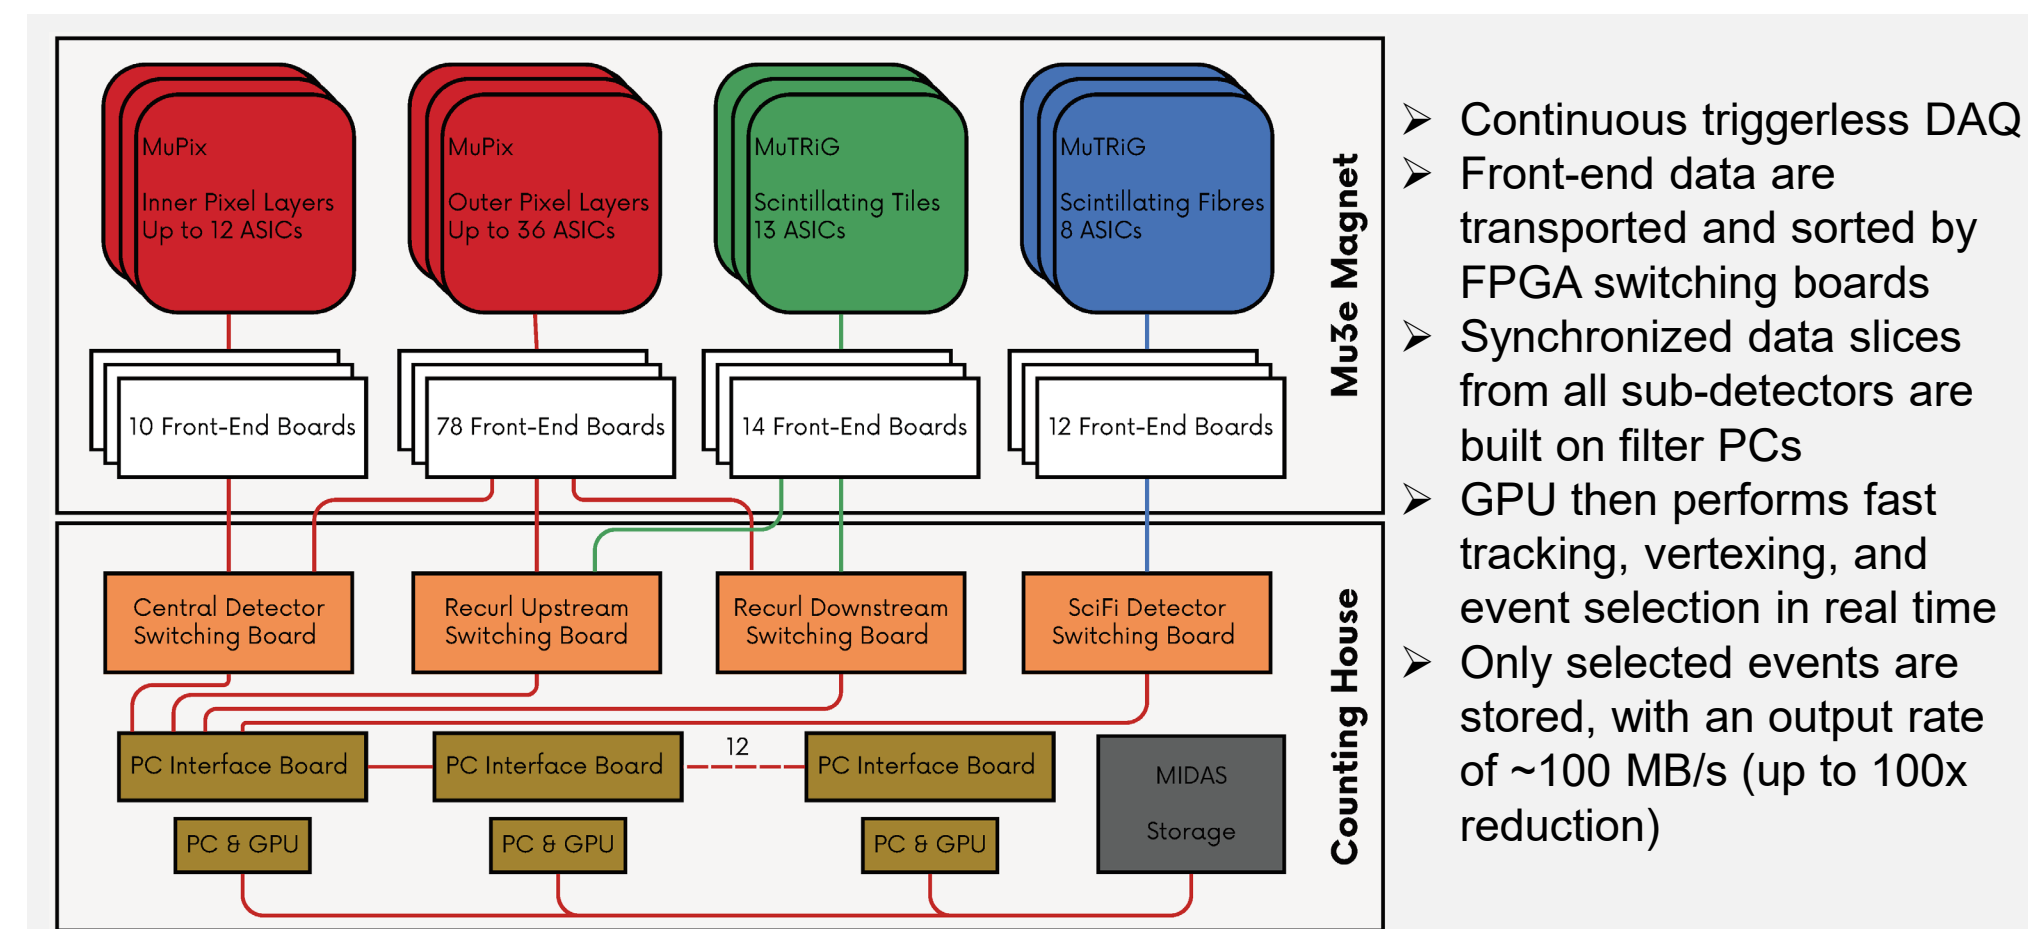 MuPix
Inner Pixel Layers
Up to 12 ASICs
MuPix
Outer Pixel Layers
Up to 36 ASICs
MuTRiG
Scintillating Tiles
13 ASICs
MuTRiG
Scintillating Fibres
8 ASICs
Mu3e Magnet
10 Front-End Boards
78 Front-End Boards
14 Front-End Boards
12 Front-End Boards
Central Detector
Switching Board
Recurl Upstream
Switching Board
Recurl Downstream
Switching Board
SciFi Detector
Switching Board
Counting House
PC Interface Board
PC Interface Board
12
PC Interface Board
MIDAS
Storage
PC & GPU
PC & GPU
PC & GPU
➢ Continuous triggerless DAQ
➢ Front-end data are
transported and sorted by
FPGA switching boards
➢ Synchronized data slices
from all sub-detectors are
built on filter PCs
➢ GPU then performs fast
tracking, vertexing, and
event selection in real time
➢ Only selected events are
stored, with an output rate
of ~100 MB/s (up to 100x
reduction)